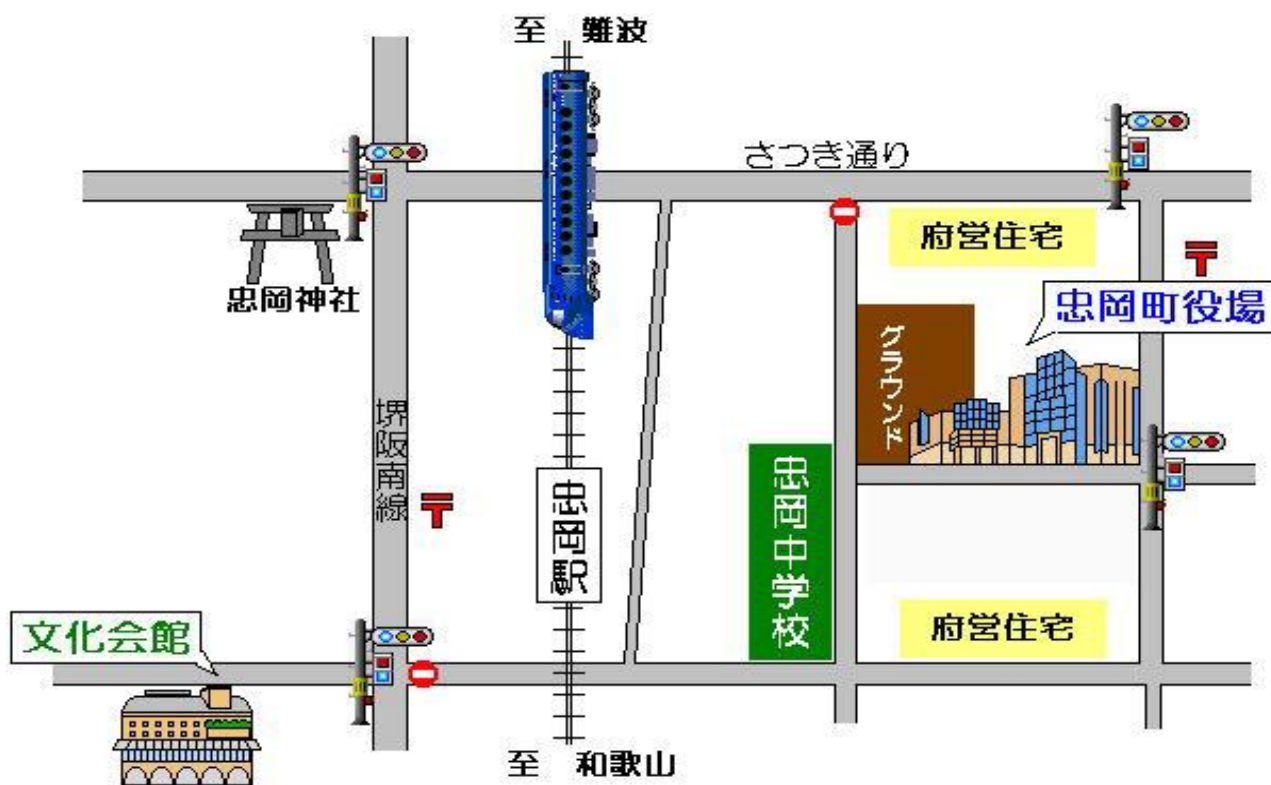 至 難波
さつき通り
府営住宅
忠岡神社
忠岡町役場
グラウンド
堺阪南線
忠岡駅
忠岡中学校
文化会館
府営住宅
至 和歌山